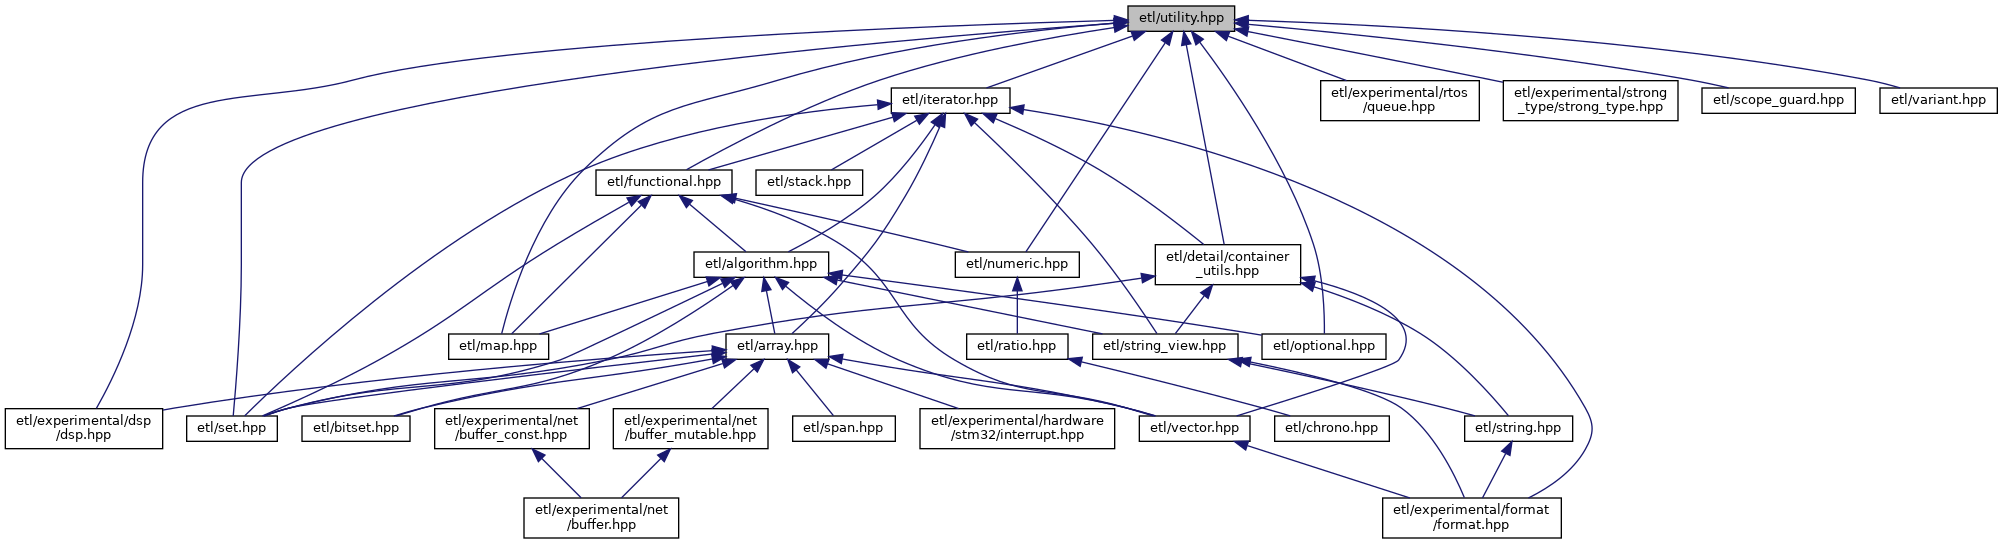 etl/utility.hpp
etl/iterator.hpp
etl/experimental/rtos
/queue.hpp
etl/experimental/strong
_type/strong_type.hpp
etl/scope_guard.hpp
etl/variant.hpp
etl/functional.hpp
etl/stack.hpp
etl/algorithm.hpp
etl/numeric.hpp
etl/detail/container
_utils.hpp
etl/map.hpp
etl/array.hpp
etl/ratio.hpp
etl/string_view.hpp
etl/optional.hpp
etl/experimental/dsp
/dsp.hpp
etl/set.hpp
etl/bitset.hpp
etl/experimental/net
/buffer_const.hpp
etl/experimental/net
/buffer_mutable.hpp
etl/span.hpp
etl/experimental/hardware
/stm32/interrupt.hpp
etl/vector.hpp
etl/chrono.hpp
etl/string.hpp
etl/experimental/net
/buffer.hpp
etl/experimental/format
/format.hpp